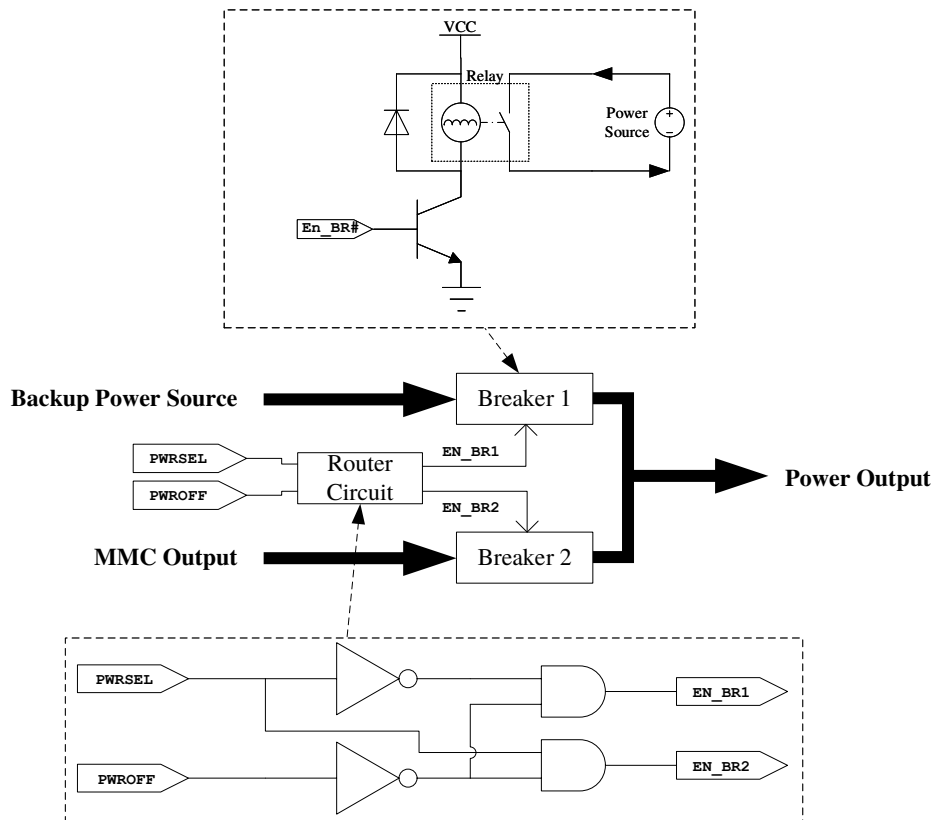 VCC
Relay
Power
Source
+
−
En_BR#
Backup Power Source
Breaker 1
PWRSEL
EN_BR1
Router
Circuit
PWROFF
EN_BR2
Power Output
MMC Output
Breaker 2
PWRSEL
EN_BR1
PWROFF
EN_BR2